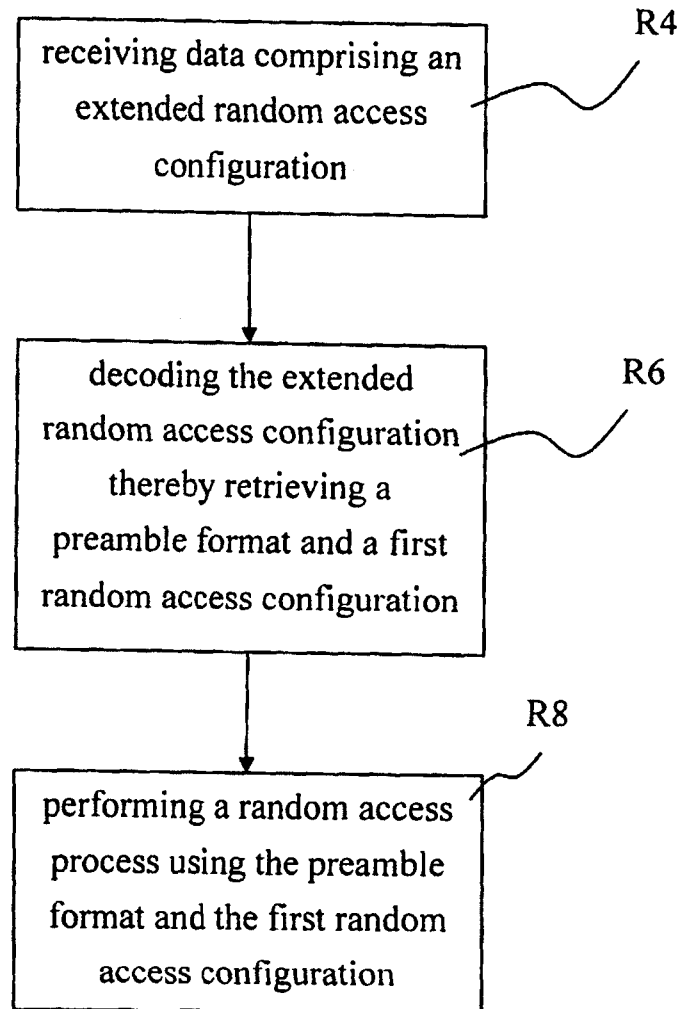 R4
receiving data comprising an
extended random access
configuration
R6
decoding the extended
random access configuration
thereby retrieving a
preamble format and a first
random access configuration
R8
performing a random access
process using the preamble
format and the first random
access configuration